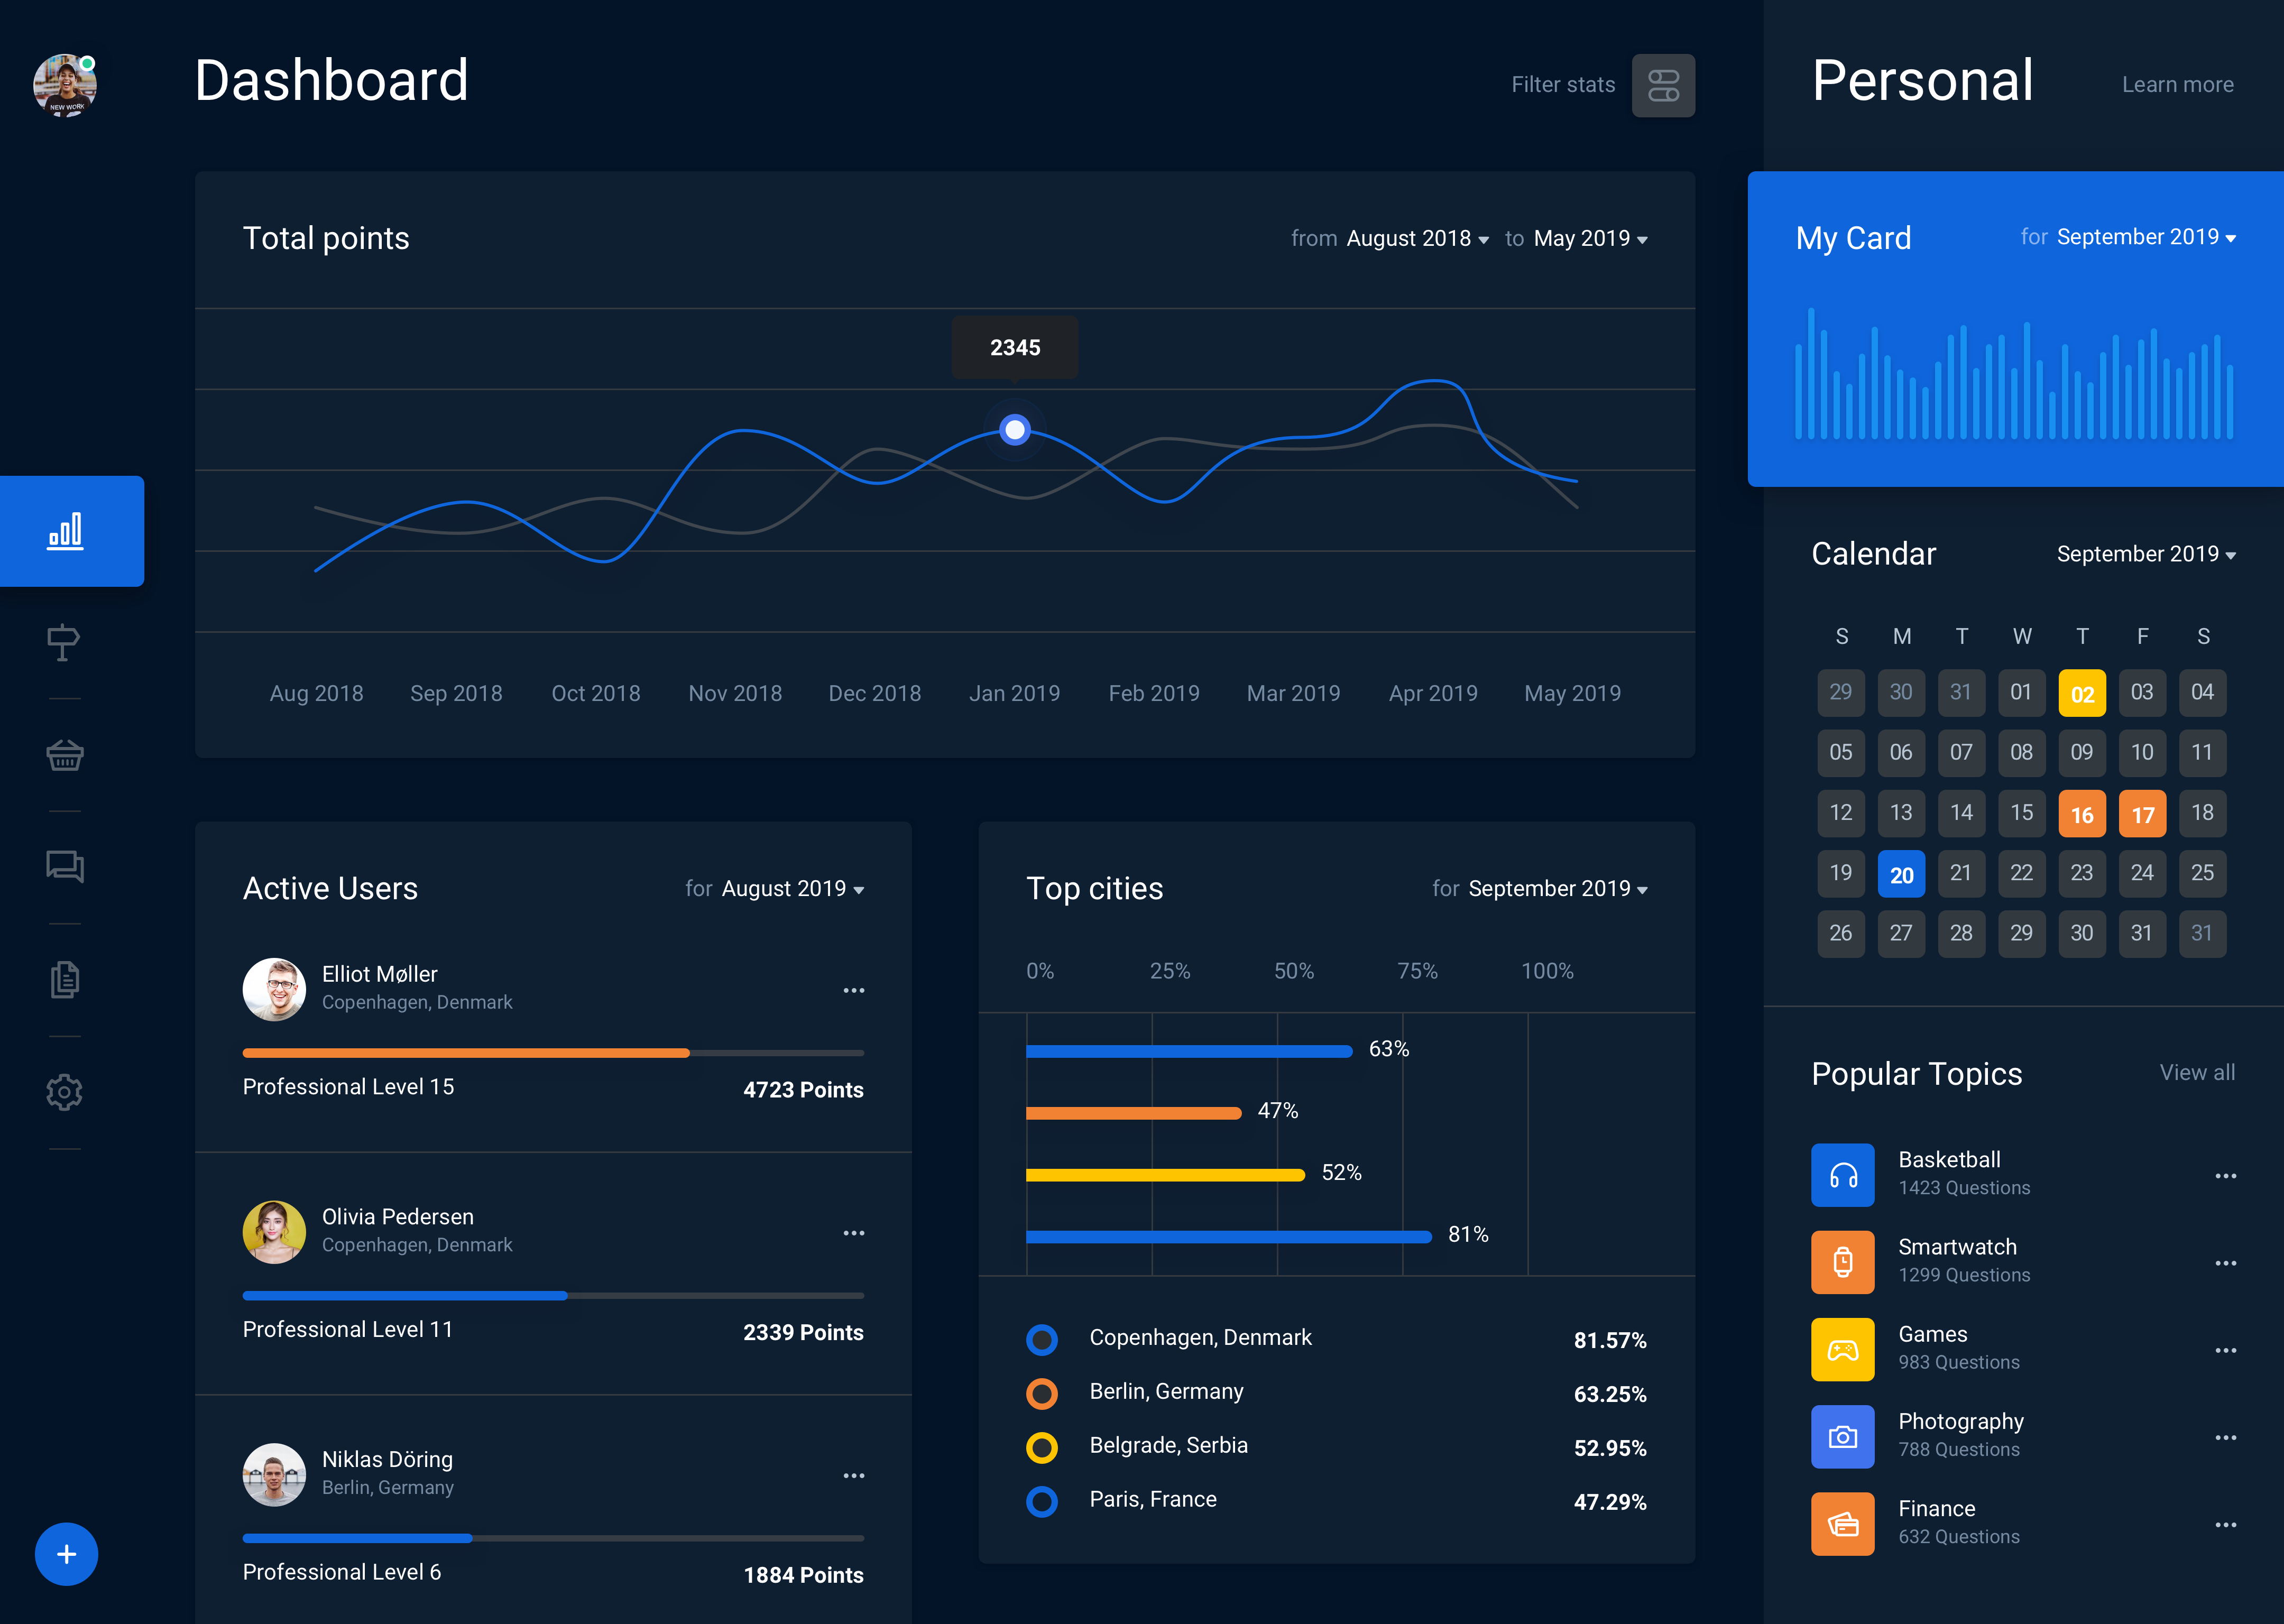 NEW WORK
Dashboard
Filter stats
Total points
from August 2018 to May 2019
2345
Aug 2018 Sep 2018 Oct 2018 Nov 2018 Dec 2018 Jan 2019 Feb 2019 Mar 2019 Apr 2019 May 2019
Active Users
for August 2019
Elliot Møller
Copenhagen, Denmark
Professional Level 15
4723 Points
Olivia Pedersen
Copenhagen, Denmark
Professional Level 11
2339 Points
Niklas Döring
Berlin, Germany
Professional Level 6
1884 Points
Top cities
for September 2019
0% 25% 50% 75% 100%
63%
47%
52%
81%
Copenhagen, Denmark 81.57%
Berlin, Germany 63.25%
Belgrade, Serbia 52.95%
Paris, France 47.29%
Personal
Learn more
My Card
for September 2019
Calendar
September 2019
S M T W T F S
29 30 31 01 02 03 04
05 06 07 08 09 10 11
12 13 14 15 16 17 18
19 20 21 22 23 24 25
26 27 28 29 30 31 31
Popular Topics
View all
Basketball
1423 Questions
Smartwatch
1299 Questions
Games
983 Questions
Photography
788 Questions
Finance
632 Questions